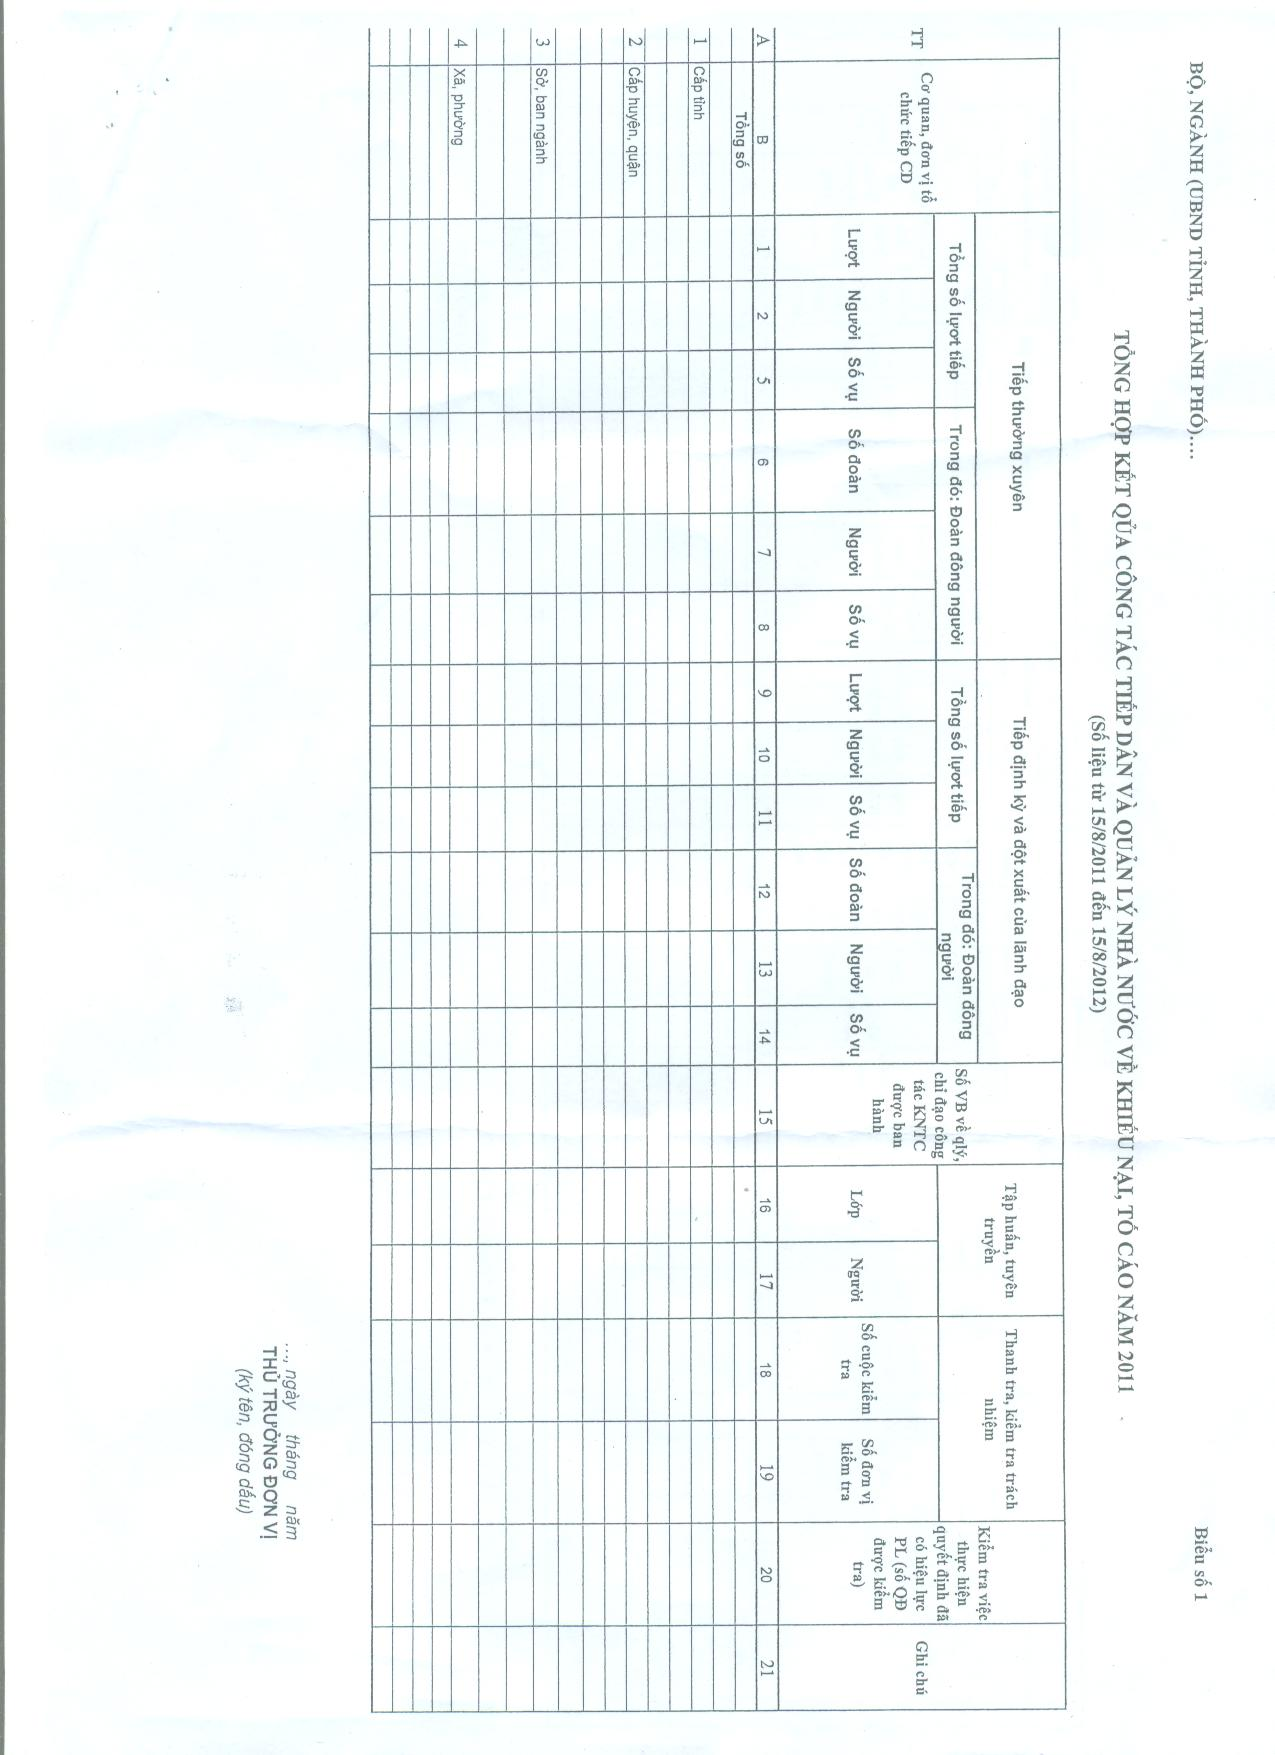 BỘ, NGÀNH (UBND TỈNH, THÀNH PHỐ)....
Biểu số 1
TỔNG HỢP KẾT QỦA CÔNG TÁC TIẾP DÂN VÀ QUẢN LÝ NHÀ NƯỚC VỀ KHIẾU NẠI, TỐ CÁO NĂM 2011
(Số liệu từ 15/8/2011 đến 15/8/2012)
TT
Cơ quan, đơn vị tổ
chức tiếp CD
Tiếp thường xuyên
Tổng số lượt tiếp
Trong đó: Đoàn đông người
Tiếp định kỳ và đột xuất của lãnh đạo
Tổng số lượt tiếp
Trong đó: Đoàn đông
người
Số VB về qlý,
chỉ đạo công
tác KNTC
được ban
hành
Tập huấn, tuyên
truyền
Thanh tra, kiểm tra trách
nhiệm
Kiểm tra việc
thực hiện
quyết định đã
có hiệu lực
PL (số QĐ
được kiểm
tra)
Ghi chú
Lượt
Người
Số vụ
Số đoàn
Người
Số vụ
Lượt
Người
Số vụ
Số đoàn
Người
Số vụ
Lớp
Người
Số cuộc kiểm
tra
Số đơn vị
kiểm tra
A B 1 2 5 6 7 8 9 10 11 12 13 14 15 16 17 18 19 20 21
Tổng số
1 Cấp tỉnh
2 Cấp huyện, quận
3 Sở, ban ngành
4 Xã, phường
..., ngày tháng năm
THỦ TRƯỞNG ĐƠN VỊ
(ký tên, đóng dấu)